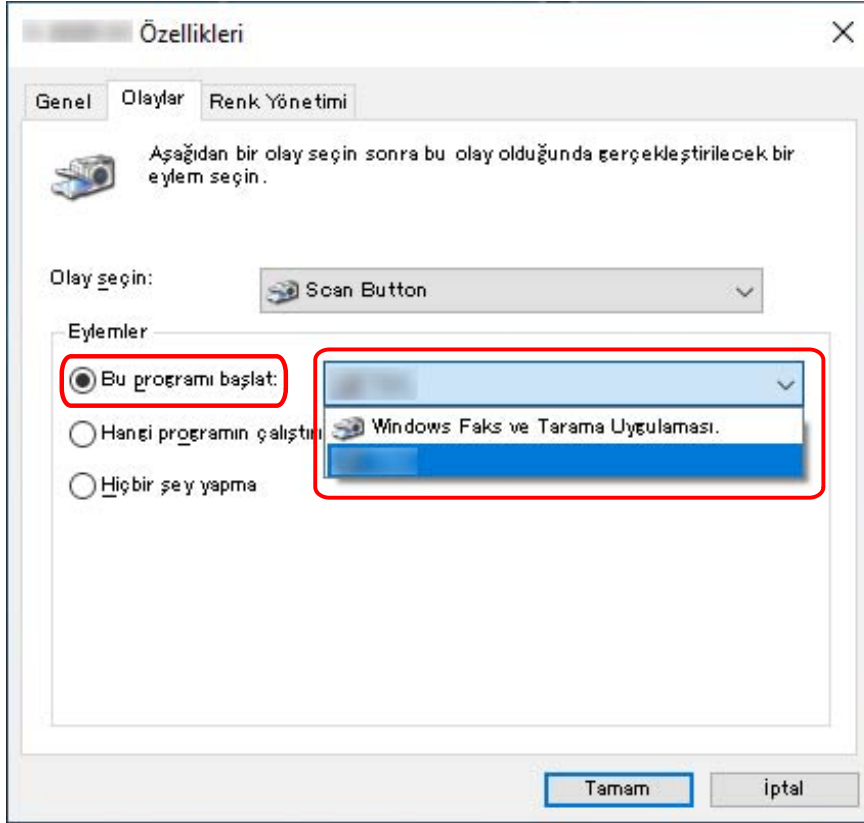 Özellikleri
Genel Olaylar Renk Yönetimi
Aşağıdan bir olay seçin sonra bu olay olduğunda gerçekleştirilecek bir
eylem seçin.
Olay seçin:
Scan Button
Eylemler
Bu programı başlat:
Windows Faks ve Tarama Uygulaması.
Hangi programın çalıştırı
Hiçbir şey yapma
Tamam İptal